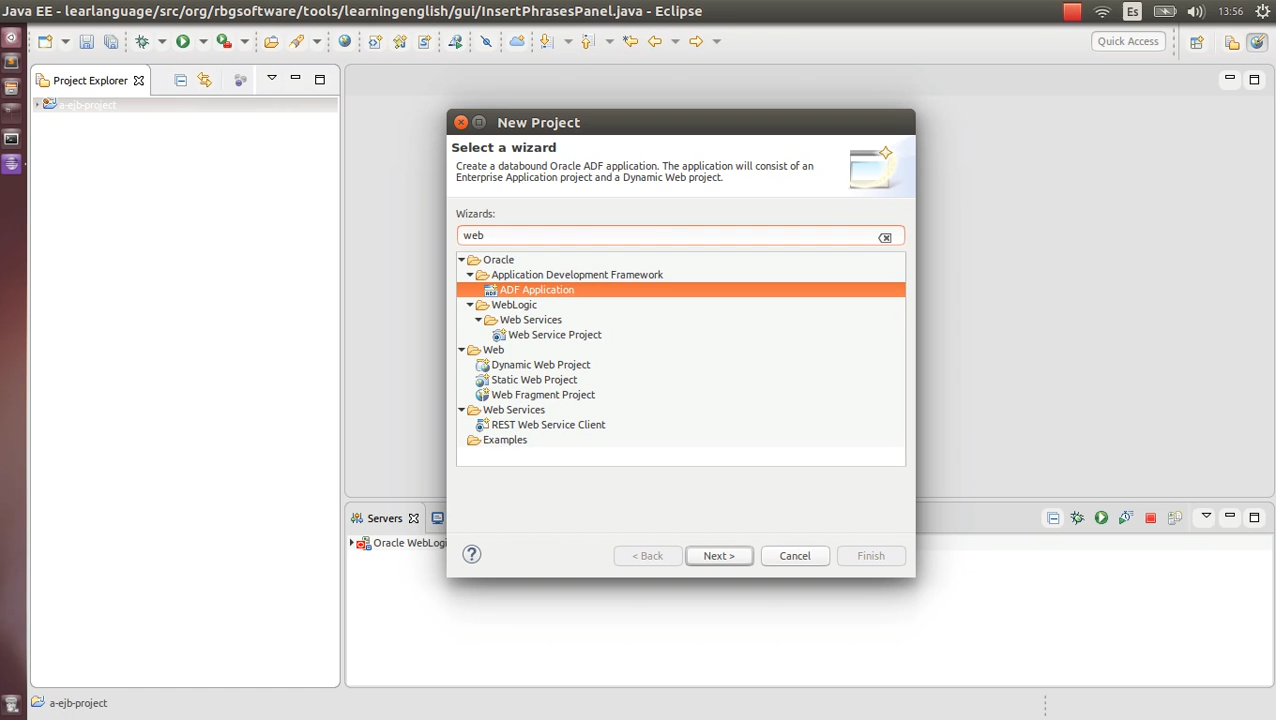 Java EE - learlanguage/src/org/rbgsoftware/tools/learningenglish/gui/InsertPhrasesPanel.java - Eclipse
Es
13:56
Quick Access
Project Explorer
a-ejb-project
New Project
Select a wizard
Create a databound Oracle ADF application. The application will consist of an
Enterprise Application project and a Dynamic Web project.
Wizards:
web
Oracle
Application Development Framework
ADF Application
WebLogic
Web Services
Web Service Project
Web
Dynamic Web Project
Static Web Project
Web Fragment Project
Web Services
REST Web Service Client
Examples
Servers
Oracle WebLogi
< Back
Next >
Cancel
Finish
a-ejb-project